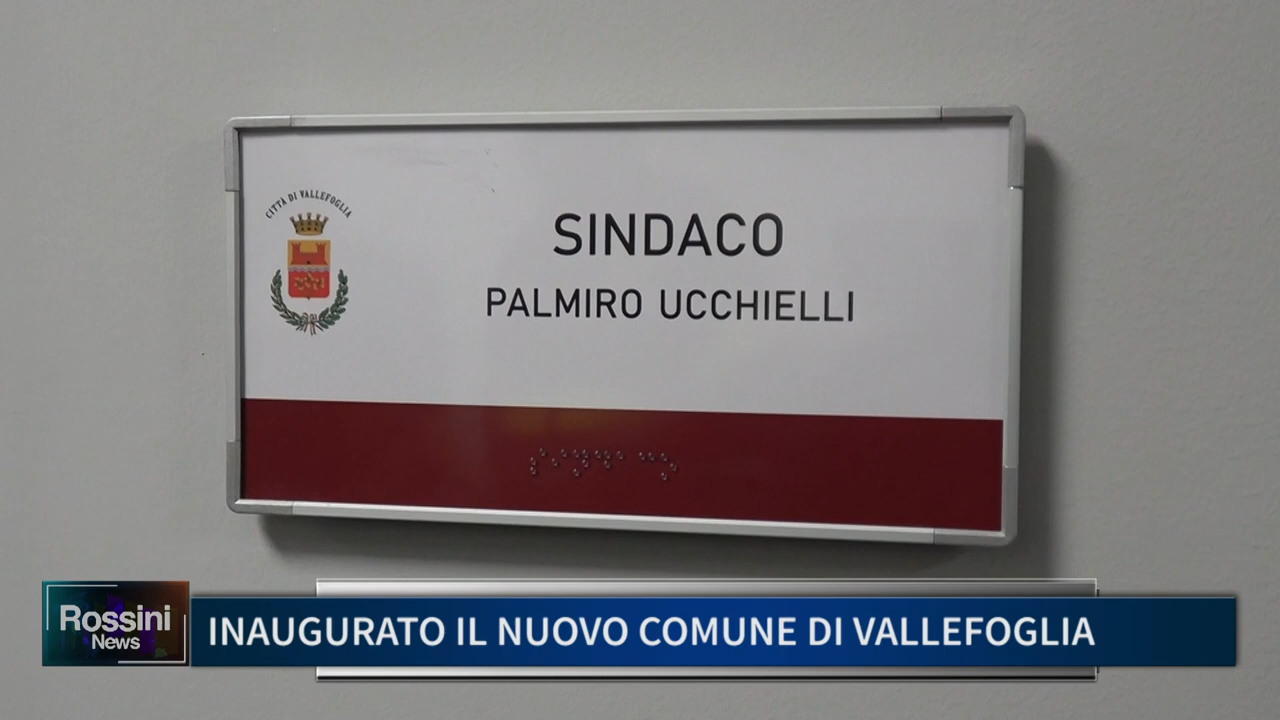 CITTÀ DI VALLEFOGLIA
SINDACO
PALMIRO UCCHIELLI
Rossini
News
INAUGURATO IL NUOVO COMUNE DI VALLEFOGLIA